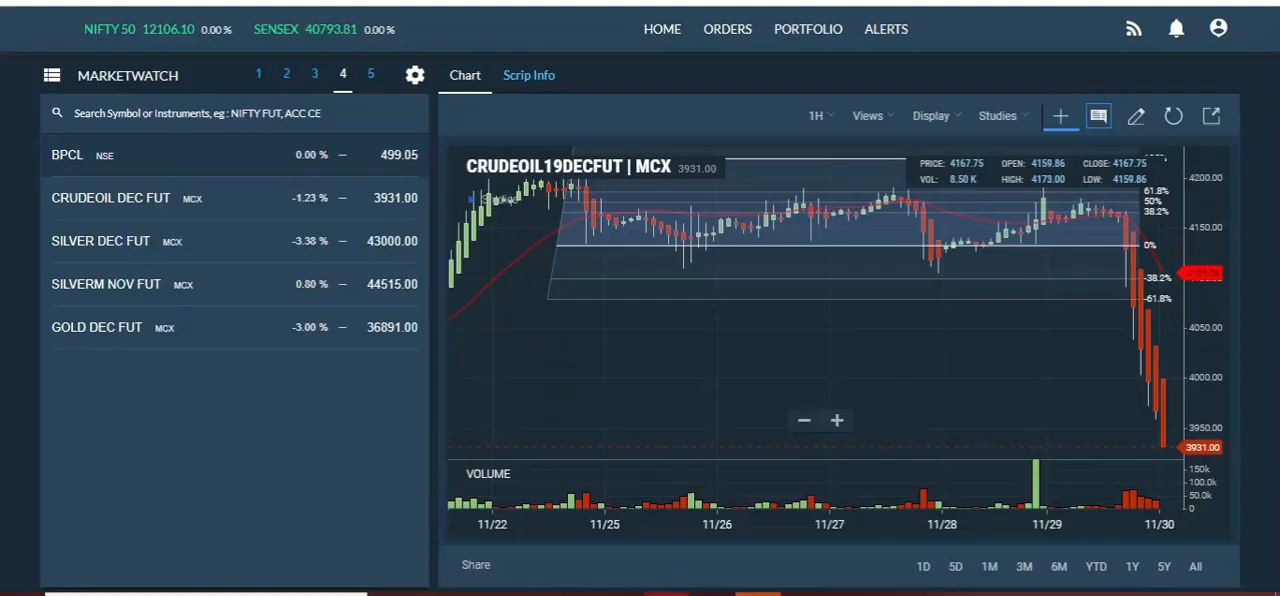 NIFTY 50 12106.10 0.00 % SENSEX 40793.81 0.00 % HOME ORDERS PORTFOLIO ALERTS
MARKETWATCH 1 2 3 4 5 Chart Scrip Info
Search Symbol or Instruments, eg : NIFTY FUT, ACC CE
1H Views Display Studies
BPCL NSE 0.00 % – 499.05
CRUDEOIL DEC FUT MCX -1.23 % – 3931.00
SILVER DEC FUT MCX -3.38 % – 43000.00
SILVERM NOV FUT MCX 0.80 % – 44515.00
GOLD DEC FUT MCX -3.00 % – 36891.00
CRUDEOIL19DECFUT | MCX 3931.00
PRICE: 4167.75 OPEN: 4159.86 CLOSE: 4167.75
VOL: 8.50 K HIGH: 4173.00 LOW: 4159.86
61.8%
50%
38.2%
0%
-38.2%
-61.8%
4200.00
4150.00
4050.00
4000.00
3950.00
3931.00
VOLUME
150k
100.0k
50.0k
0
11/22 11/25 11/26 11/27 11/28 11/29 11/30
Share 1D 5D 1M 3M 6M YTD 1Y 5Y All